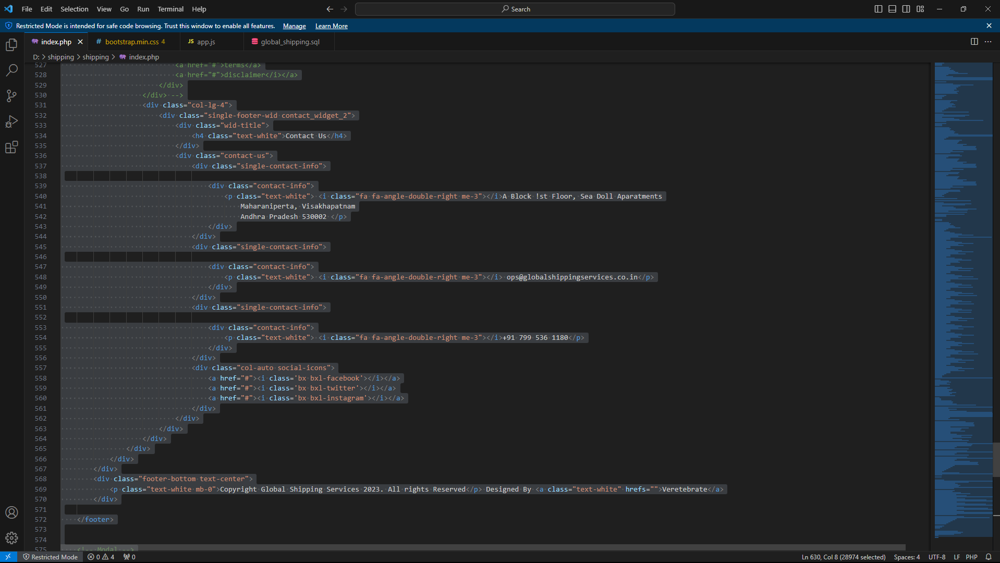 File Edit Selection View Go Run Terminal Help
Search
Restricted Mode is intended for safe code browsing. Trust this window to enable all features. Manage Learn More
index.php
# bootstrap.min.css 4
JS app.js
global_shipping.sql
D: > shipping > shipping > index.php
527 <a href="#">terms</a>
528 <a href="#">disclaimer</i></a>
529 </div>
530 </div> -->
531 <div class="col-lg-4">
532 <div class="single-footer-wid contact_widget_2">
533 <div class="wid-title">
534 <h4 class="text-white">Contact Us</h4>
535 </div>
536 <div class="contact-us">
537 <div class="single-contact-info">
538
539 <div class="contact-info">
540 <p class="text-white"> <i class="fa fa-angle-double-right me-3"></i>A Block !st Floor, Sea Doll Aparatments
541 Maharaniperta, Visakhapatnam
542 Andhra Pradesh 530002 </p>
543 </div>
544 </div>
545 <div class="single-contact-info">
546
547 <div class="contact-info">
548 <p class="text-white"> <i class="fa fa-angle-double-right me-3"></i> ops@globalshippingservices.co.in</p>
549 </div>
550 </div>
551 <div class="single-contact-info">
552
553 <div class="contact-info">
554 <p class="text-white"> <i class="fa fa-angle-double-right me-3"></i>+91 799 536 1180</p>
555 </div>
556 </div>
557 <div class="col-auto social-icons">
558 <a href="#"><i class='bx bxl-facebook'></i></a>
559 <a href="#"><i class='bx bxl-twitter'></i></a>
560 <a href="#"><i class='bx bxl-instagram'></i></a>
561 </div>
562 </div>
563 </div>
564 </div>
565 </div>
566 </div>
567 </div>
568 <div class="footer-bottom text-center">
569 <p class="text-white mb-0">Copyright Global Shipping Services 2023. All rights Reserved</p> Designed By <a class="text-white" hrefs="">Veretebrate</a>
570 </div>
571
572 </footer>
573
574
575 <!-- Modal -->
Restricted Mode 0 4 0 Ln 630, Col 8 (28974 selected) Spaces: 4 UTF-8 LF PHP